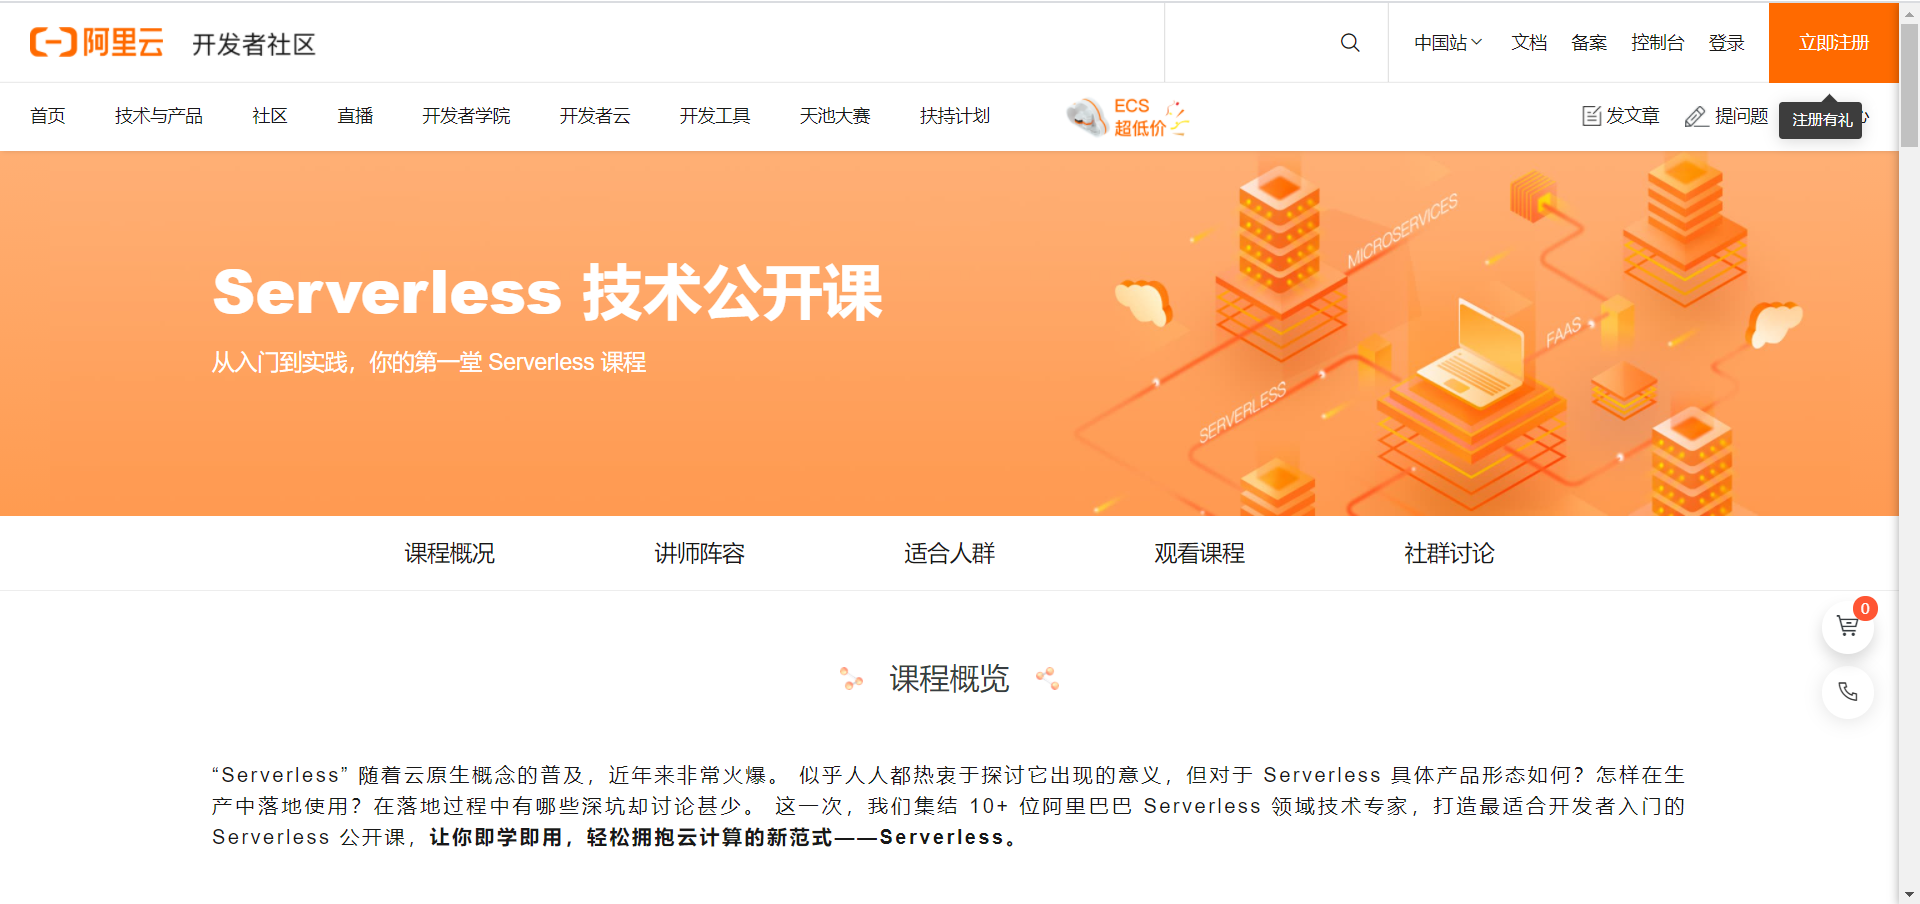 阿里云 开发者社区 中国站 文档 备案 控制台 登录 立即注册
首页 技术与产品 社区 直播 开发者学院 开发者云 开发工具 天池大赛 扶持计划 ECS 超低价 发文章 提问题 注册有礼 心
MICROSERVICES
FAAS
SERVERLESS
Serverless 技术公开课
从入门到实践，你的第一堂 Serverless 课程
课程概况 讲师阵容 适合人群 观看课程 社群讨论
0
课程概览
“Serverless” 随着云原生概念的普及，近年来非常火爆。 似乎人人都热衷于探讨它出现的意义，但对于 Serverless 具体产品形态如何？怎样在生
产中落地使用？在落地过程中有哪些深坑却讨论甚少。 这一次，我们集结 10+ 位阿里巴巴 Serverless 领域技术专家，打造最适合开发者入门的
Serverless 公开课，让你即学即用，轻松拥抱云计算的新范式——Serverless。